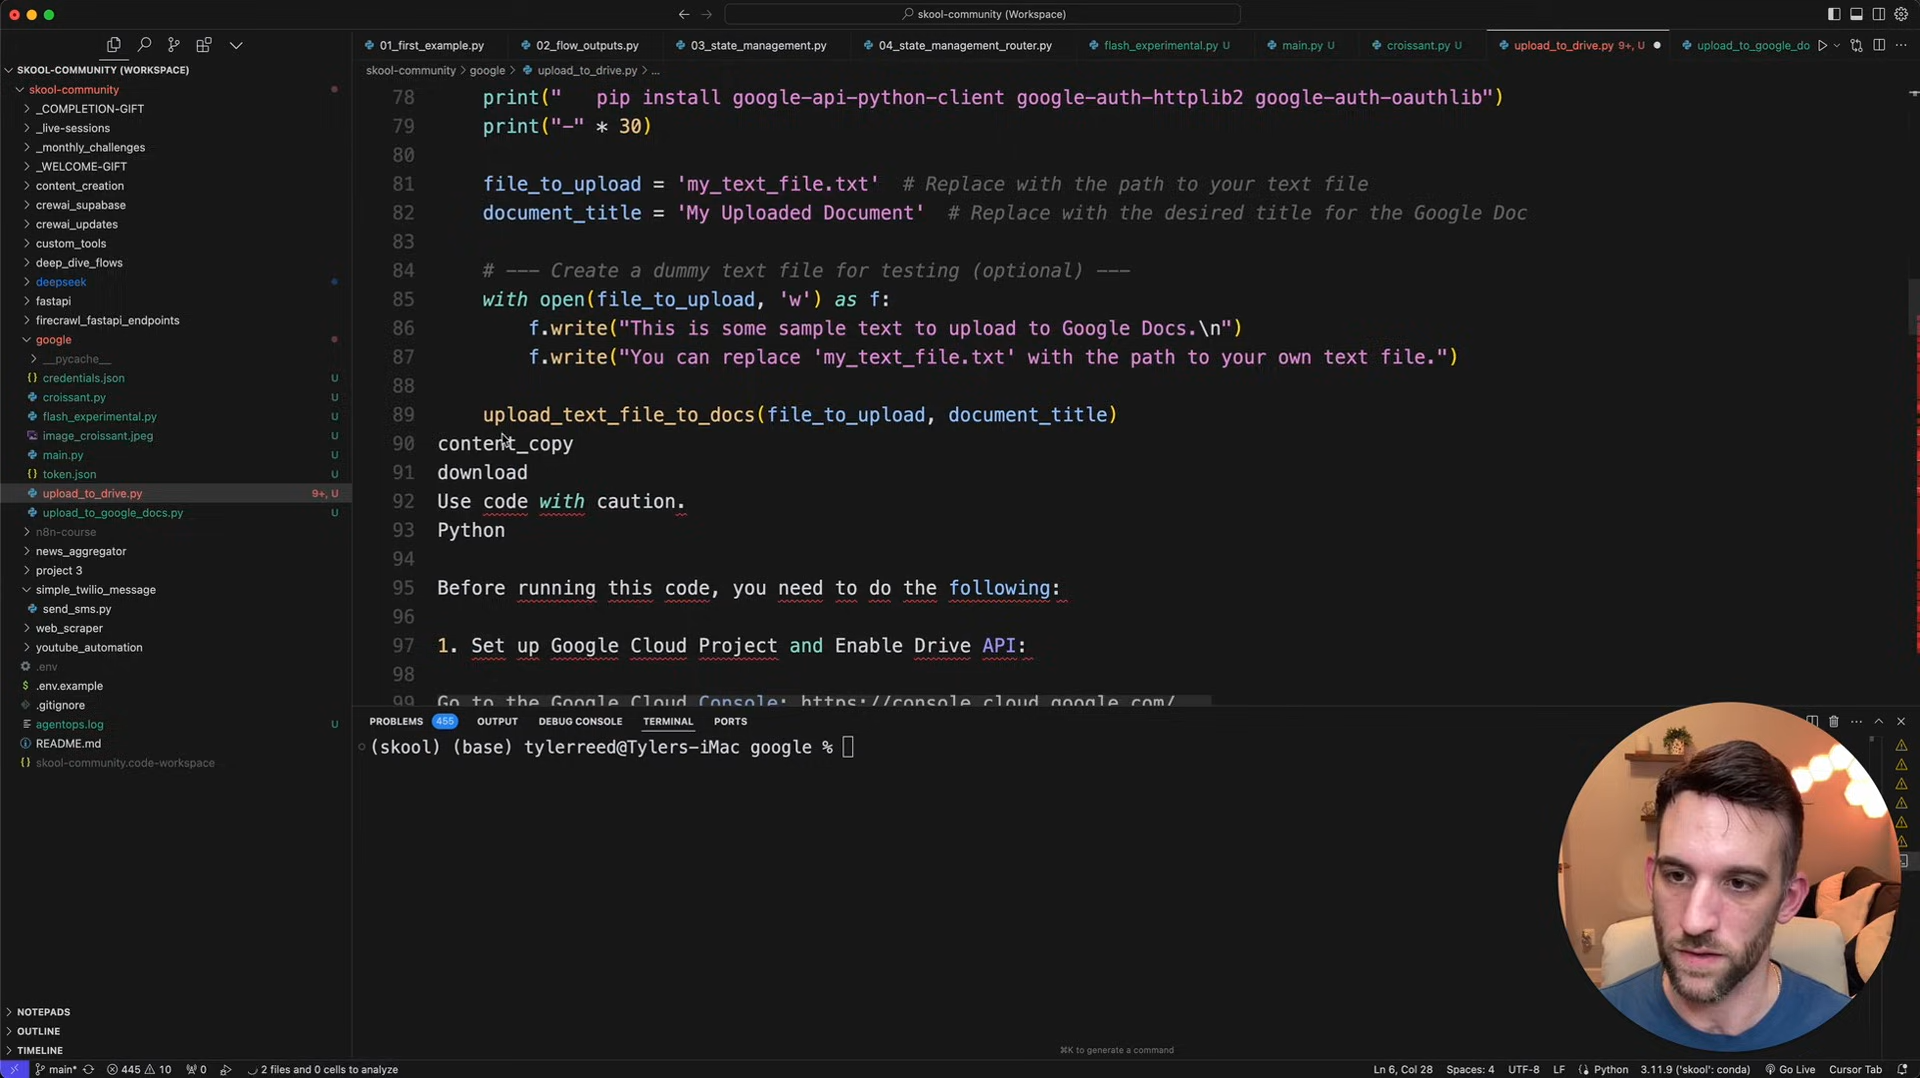 skool-community (Workspace)
01_first_example.py
02_flow_outputs.py
03_state_management.py
04_state_management_router.py
flash_experimental.py U
main.py U
croissant.py U
upload_to_drive.py 9+, U
upload_to_google_do
skool-community > google > upload_to_drive.py > ...
SKOOL-COMMUNITY (WORKSPACE)
skool-community
_COMPLETION-GIFT
_live-sessions
_monthly_challenges
_WELCOME-GIFT
content_creation
crewai_supabase
crewai_updates
custom_tools
deep_dive_flows
deepseek
fastapi
firecrawl_fastapi_endpoints
google
__pycache__
credentials.json U
croissant.py U
flash_experimental.py U
image_croissant.jpeg U
main.py U
token.json U
upload_to_drive.py 9+, U
upload_to_google_docs.py U
n8n-course
news_aggregator
project 3
simple_twilio_message
send_sms.py
web_scraper
youtube_automation
.env
.env.example
.gitignore
agentops.log U
README.md
skool-community.code-workspace
NOTEPADS
OUTLINE
TIMELINE
78 print("   pip install google-api-python-client google-auth-httplib2 google-auth-oauthlib")
79 print("-" * 30)
80
81 file_to_upload = 'my_text_file.txt'  # Replace with the path to your text file
82 document_title = 'My Uploaded Document'  # Replace with the desired title for the Google Doc
83
84 # --- Create a dummy text file for testing (optional) ---
85 with open(file_to_upload, 'w') as f:
86 f.write("This is some sample text to upload to Google Docs.\n")
87 f.write("You can replace 'my_text_file.txt' with the path to your own text file.")
88
89 upload_text_file_to_docs(file_to_upload, document_title)
90 content_copy
91 download
92 Use code with caution.
93 Python
94
95 Before running this code, you need to do the following:
96
97 1. Set up Google Cloud Project and Enable Drive API:
98
99 Go to the Google Cloud Console: https://console.cloud.google.com/
PROBLEMS 455 OUTPUT DEBUG CONSOLE TERMINAL PORTS
(skool) (base) tylerreed@Tylers-iMac google %
⌘K to generate a command
main* 445 10 0 2 files and 0 cells to analyze
Ln 6, Col 28 Spaces: 4 UTF-8 LF Python 3.11.9 ('skool': conda) Go Live Cursor Tab